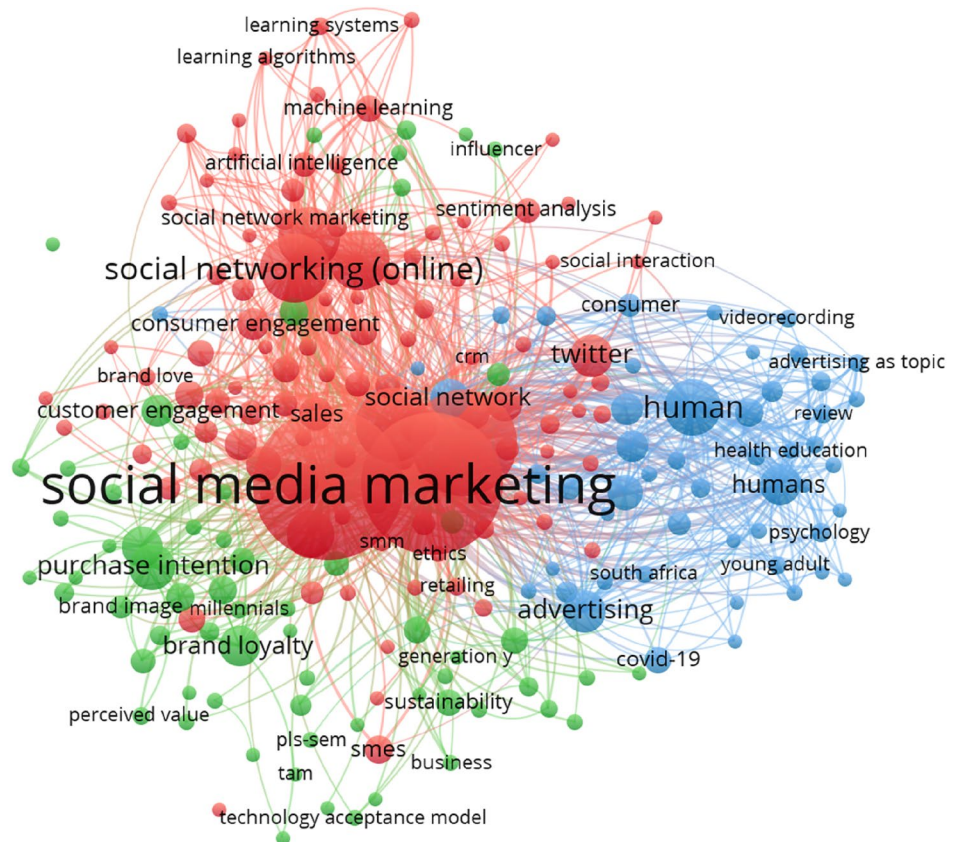 learning systems
learning algorithms
machine learning
influencer
artificial intelligence
social network marketing
sentiment analysis
social networking (online)
social interaction
consumer
consumer engagement
videorecording
crm
twitter
advertising as topic
brand love
social network
customer engagement
sales
human
review
health education
social media marketing
humans
psychology
smm
ethics
purchase intention
south africa
young adult
retailing
brand image
millennials
advertising
brand loyalty
generation y
covid-19
perceived value
sustainability
pls-sem
smes
business
tam
technology acceptance model